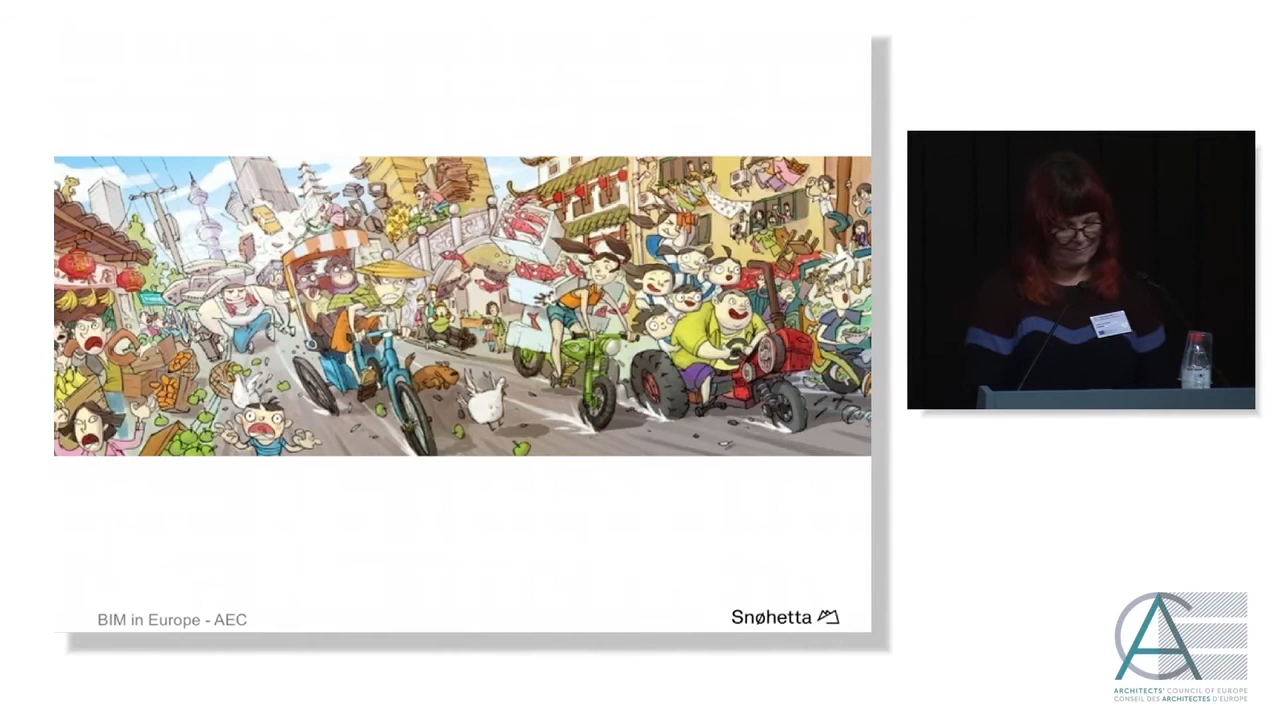 BIM in Europe - AEC
Snøhetta
ARCHITECTS' COUNCIL OF EUROPE
CONSEIL DES ARCHITECTES D'EUROPE